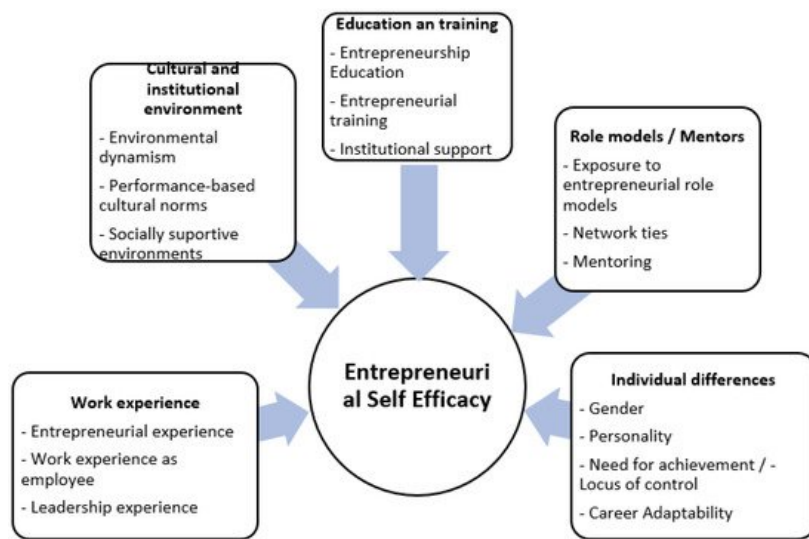 Education an training
- Entrepreneurship
Education
- Entrepreneurial
training
- Institutional support
Cultural and
institutional
environment
- Environmental
dynamism
- Performance-based
cultural norms
- Socially suportive
environments
Role models / Mentors
- Exposure to
entrepreneurial role
models
- Network ties
- Mentoring
Entrepreneuri
al Self Efficacy
Work experience
- Entrepreneurial experience
- Work experience as
employee
- Leadership experience
Individual differences
- Gender
- Personality
- Need for achievement / -
Locus of control
- Career Adaptability